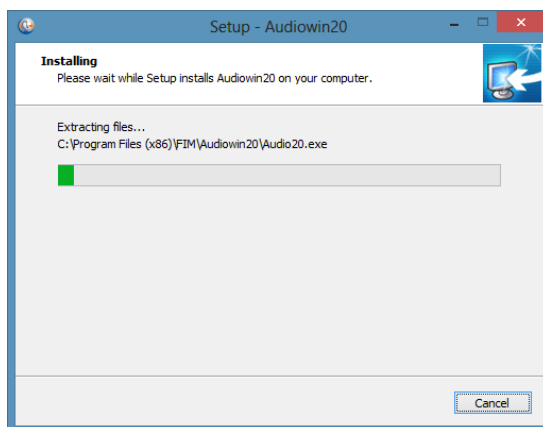 Setup - Audiowin20
Installing
Please wait while Setup installs Audiowin20 on your computer.
Extracting files...
C:\Program Files (x86)\FIM\Audiowin20\Audio20.exe
Cancel